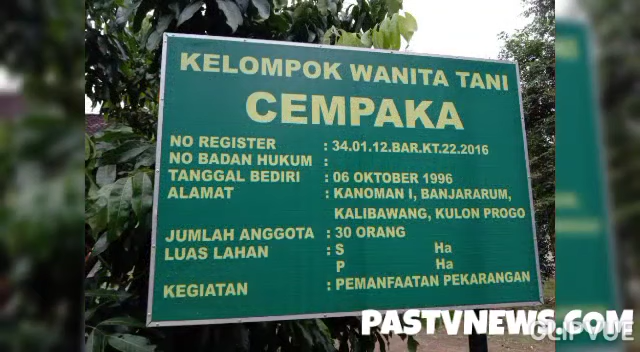 KELOMPOK WANITA TANI
CEMPAKA
NO REGISTER : 34.01.12.BAR.KT.22.2016
NO BADAN HUKUM :
TANGGAL BEDIRI : 06 OKTOBER 1996
ALAMAT : KANOMAN I, BANJARARUM,
KALIBAWANG, KULON PROGO
JUMLAH ANGGOTA : 30 ORANG
LUAS LAHAN : S Ha
P Ha
KEGIATAN : PEMANFAATAN PEKARANGAN
PASTVNEWS.COM
CLIPVUE